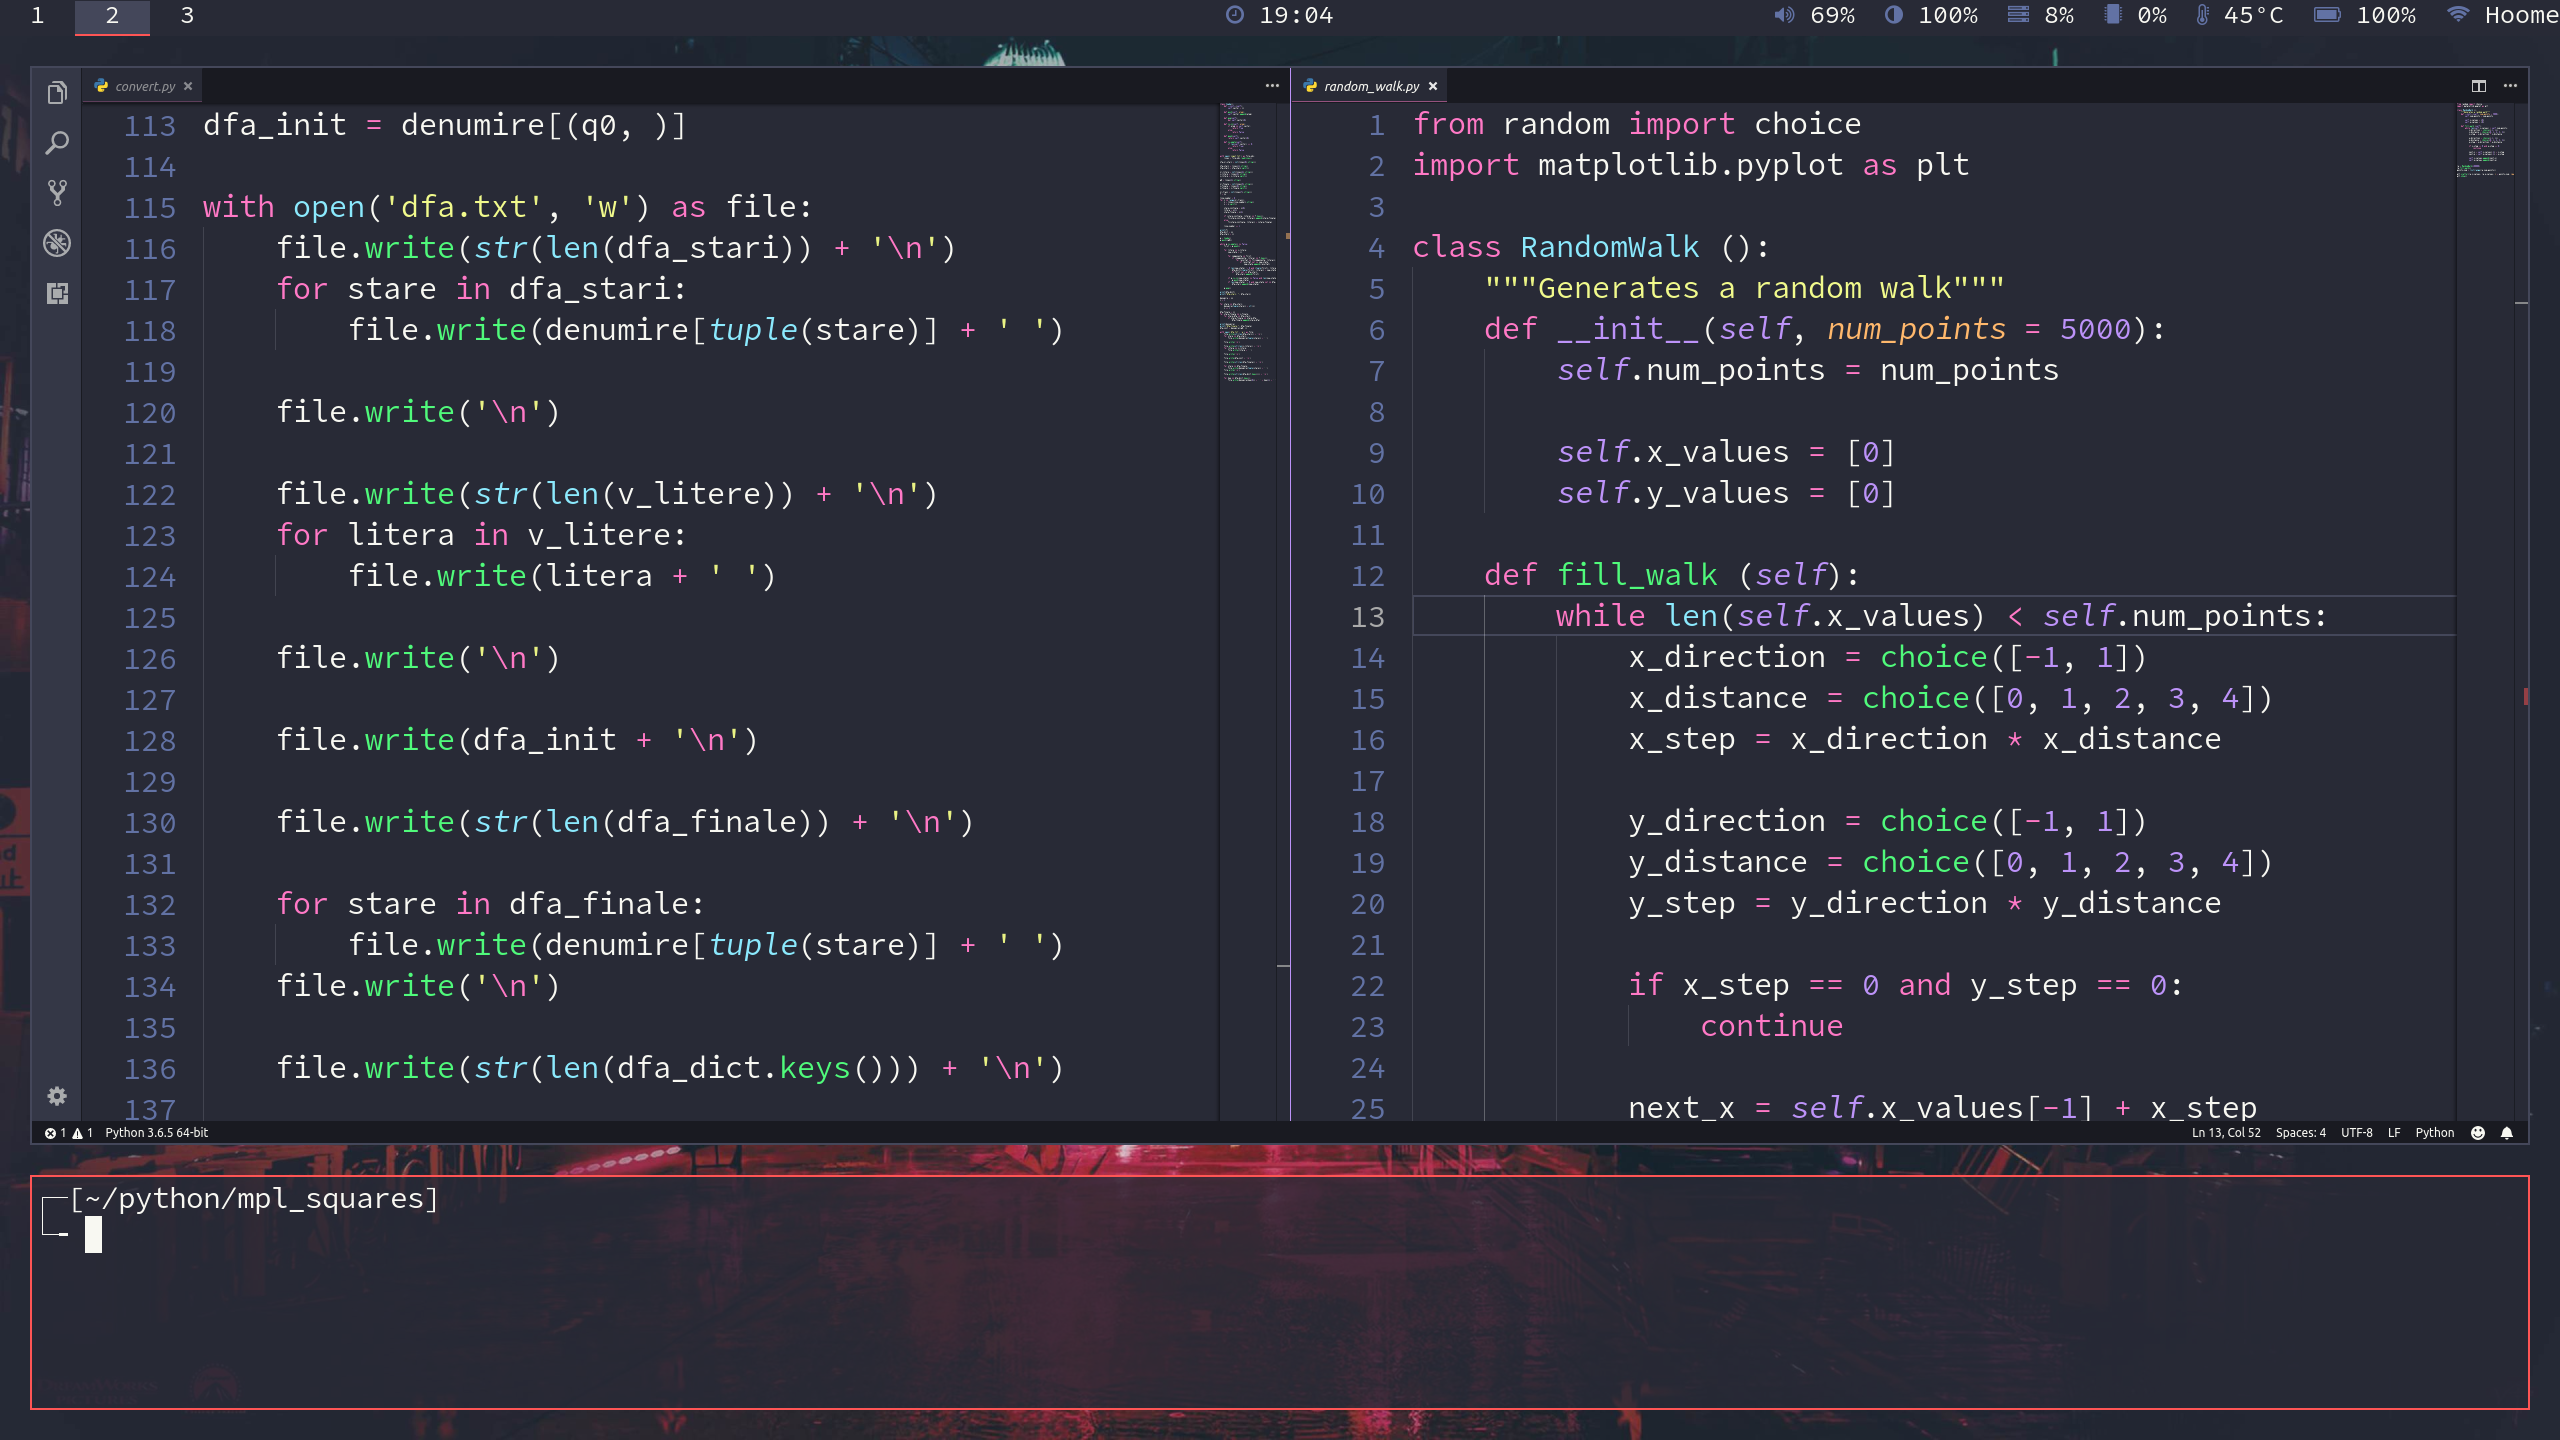 1 2 3 19:04 69% 100% 8% 0% 45°C 100% Hoome
convert.py
113 dfa_init = denumire[(q0, )]
114
115 with open('dfa.txt', 'w') as file:
116     file.write(str(len(dfa_stari)) + '\n')
117     for stare in dfa_stari:
118         file.write(denumire[tuple(stare)] + ' ')
119
120     file.write('\n')
121
122     file.write(str(len(v_litere)) + '\n')
123     for litera in v_litere:
124         file.write(litera + ' ')
125
126     file.write('\n')
127
128     file.write(dfa_init + '\n')
129
130     file.write(str(len(dfa_finale)) + '\n')
131
132     for stare in dfa_finale:
133         file.write(denumire[tuple(stare)] + ' ')
134     file.write('\n')
135
136     file.write(str(len(dfa_dict.keys())) + '\n')
137
random_walk.py
1 from random import choice
2 import matplotlib.pyplot as plt
3
4 class RandomWalk ():
5     """Generates a random walk"""
6     def __init__(self, num_points = 5000):
7         self.num_points = num_points
8
9         self.x_values = [0]
10         self.y_values = [0]
11
12     def fill_walk (self):
13         while len(self.x_values) < self.num_points:
14             x_direction = choice([-1, 1])
15             x_distance = choice([0, 1, 2, 3, 4])
16             x_step = x_direction * x_distance
17
18             y_direction = choice([-1, 1])
19             y_distance = choice([0, 1, 2, 3, 4])
20             y_step = y_direction * y_distance
21
22             if x_step == 0 and y_step == 0:
23                 continue
24
25             next_x = self.x_values[-1] + x_step
1 1 Python 3.6.5 64-bit
Ln 13, Col 52 Spaces: 4 UTF-8 LF Python
[~/python/mpl_squares]